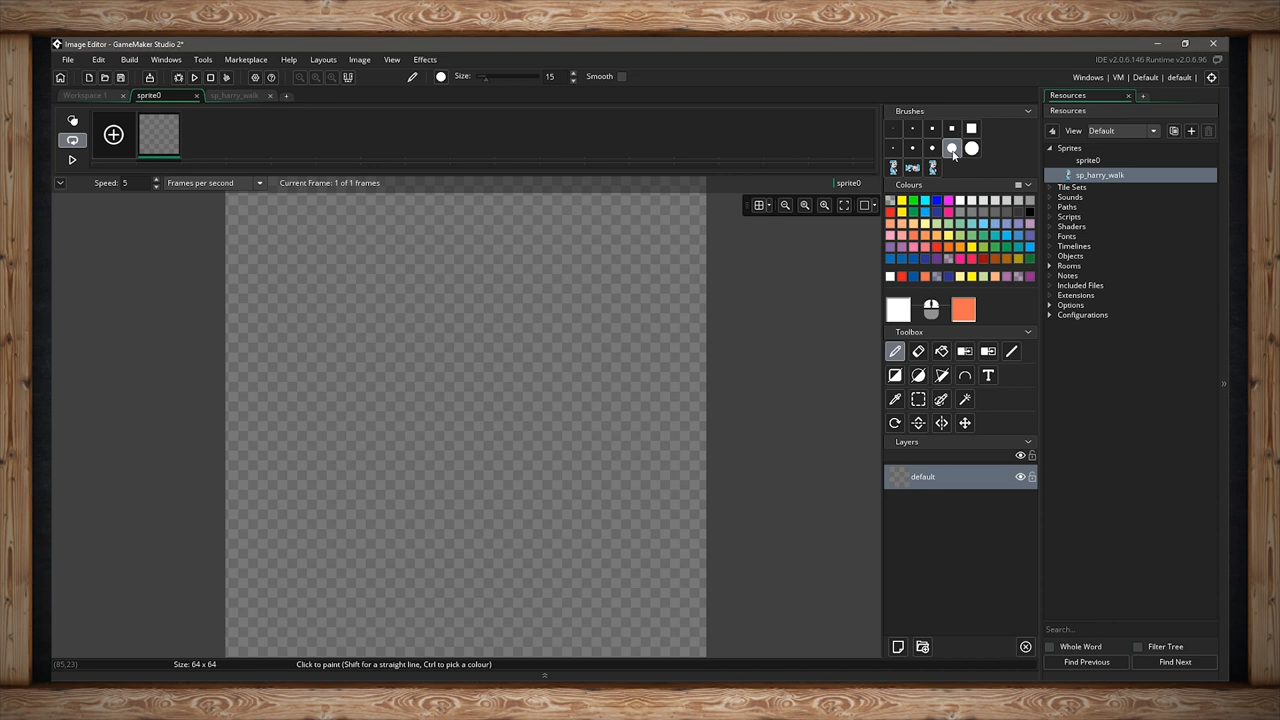 Image Editor - GameMaker Studio 2*
File Edit Build Windows Tools Marketplace Help Layouts Image View Effects
IDE v2.0.6.146 Runtime v2.0.6.96
Size: 15 Smooth
Windows | VM | Default | default |
Workspace 1 sprite0 sp_harry_walk
Speed: 5 Frames per second Current Frame: 1 of 1 frames sprite0
Brushes
Colours
Toolbox
T
Layers
default
Resources
Resources
View Default
Sprites
sprite0
sp_harry_walk
Tile Sets
Sounds
Paths
Scripts
Shaders
Fonts
Timelines
Objects
Rooms
Notes
Included Files
Extensions
Options
Configurations
Search...
Whole Word Filter Tree
Find Previous Find Next
(85,23) Size: 64 x 64 Click to paint (Shift for a straight line, Ctrl to pick a colour)